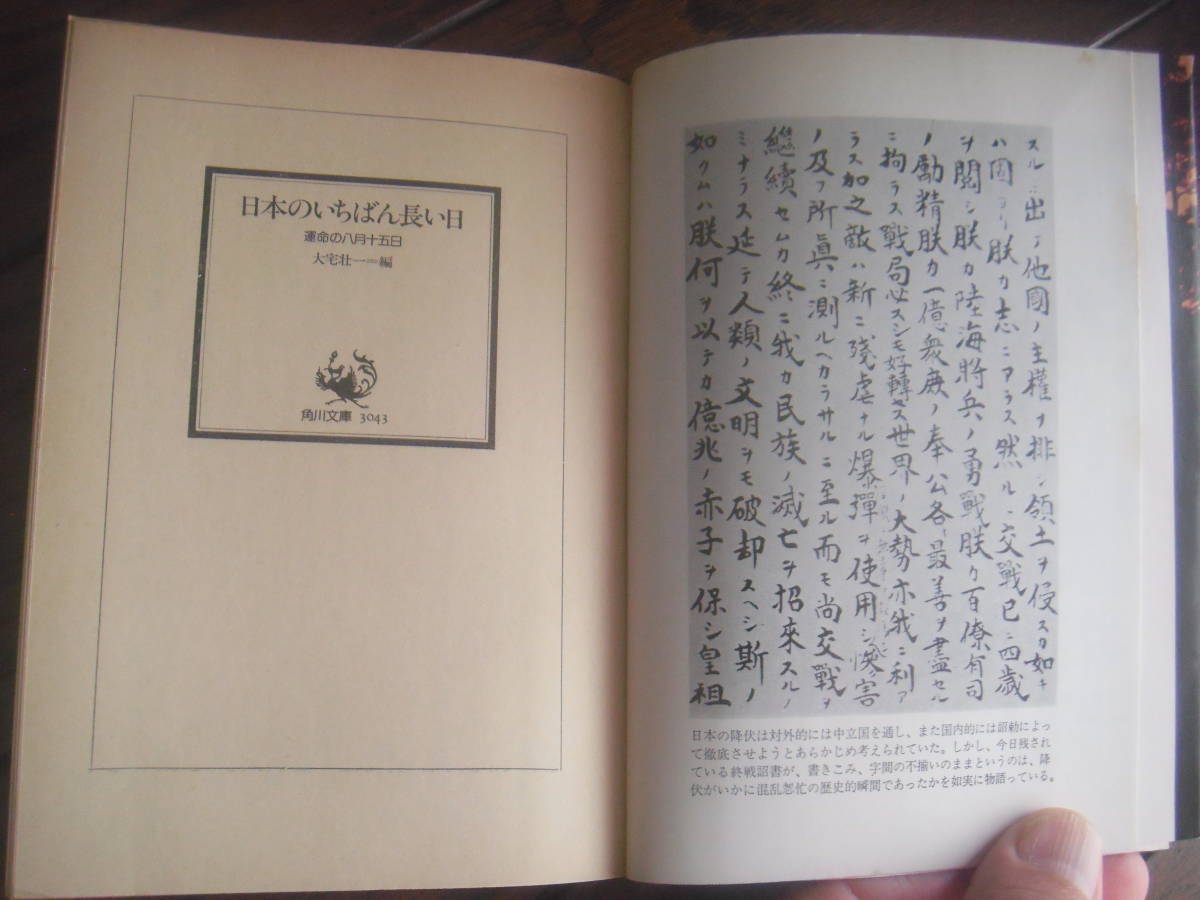 日本のいちばん長い日
運命の八月十五日
大宅壮一＝編
角川文庫 3043
スルニ出テ他國ノ主權ヲ排シ領土ヲ侵スカ如キ
ハ固ヨリ朕カ志ニアラス然ルニ交戰已ニ四歳
ヲ閲シ朕カ陸海將兵ノ勇戰朕カ百僚有司
ノ勵精朕カ一億衆庶ノ奉公各〻最善ヲ盡セル
ニ拘ラス戰局必スシモ好轉セス世界ノ大勢亦我ニ利ア
ラス加之敵ハ新ニ殘虐ナル爆彈ヲ使用シ 害
ノ及フ所眞ニ測ルヘカラサルニ至ル而モ尚交戰ヲ
繼續セムカ終ニ我カ民族ノ滅亡ヲ招來スルノ
ミナラス延テ人類ノ文明ヲモ破却スヘシ斯ノ
如クムハ朕何ヲ以テカ億兆ノ赤子ヲ保シ皇祖
日本の降伏は対外的には中立国を通し、また国内的には詔勅によっ
て徹底させようとあらかじめ考えられていた。しかし、今日残され
ている終戦詔書が、書きこみ、字間の不揃いのままというのは、降
伏がいかに混乱怱忙の歴史的瞬間であったかを如実に物語っている。